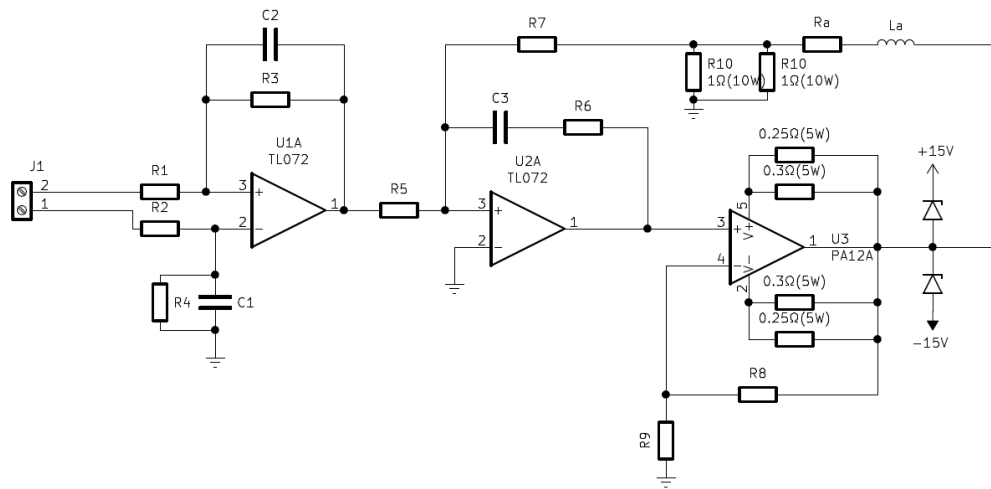 C2
R3
U1A
TL072
J1
2
1
R1
R2
3
+
2
−
1
R4
C1
R5
R7
C3
R6
U2A
TL072
3
+
2
−
1
R10
1Ω(10W)
R10
1Ω(10W)
Ra
La
0.25Ω(5W)
0.3Ω(5W)
+15V
5
V+
3
+
4
−
V−
2
1
U3
PA12A
0.3Ω(5W)
0.25Ω(5W)
−15V
R8
R9